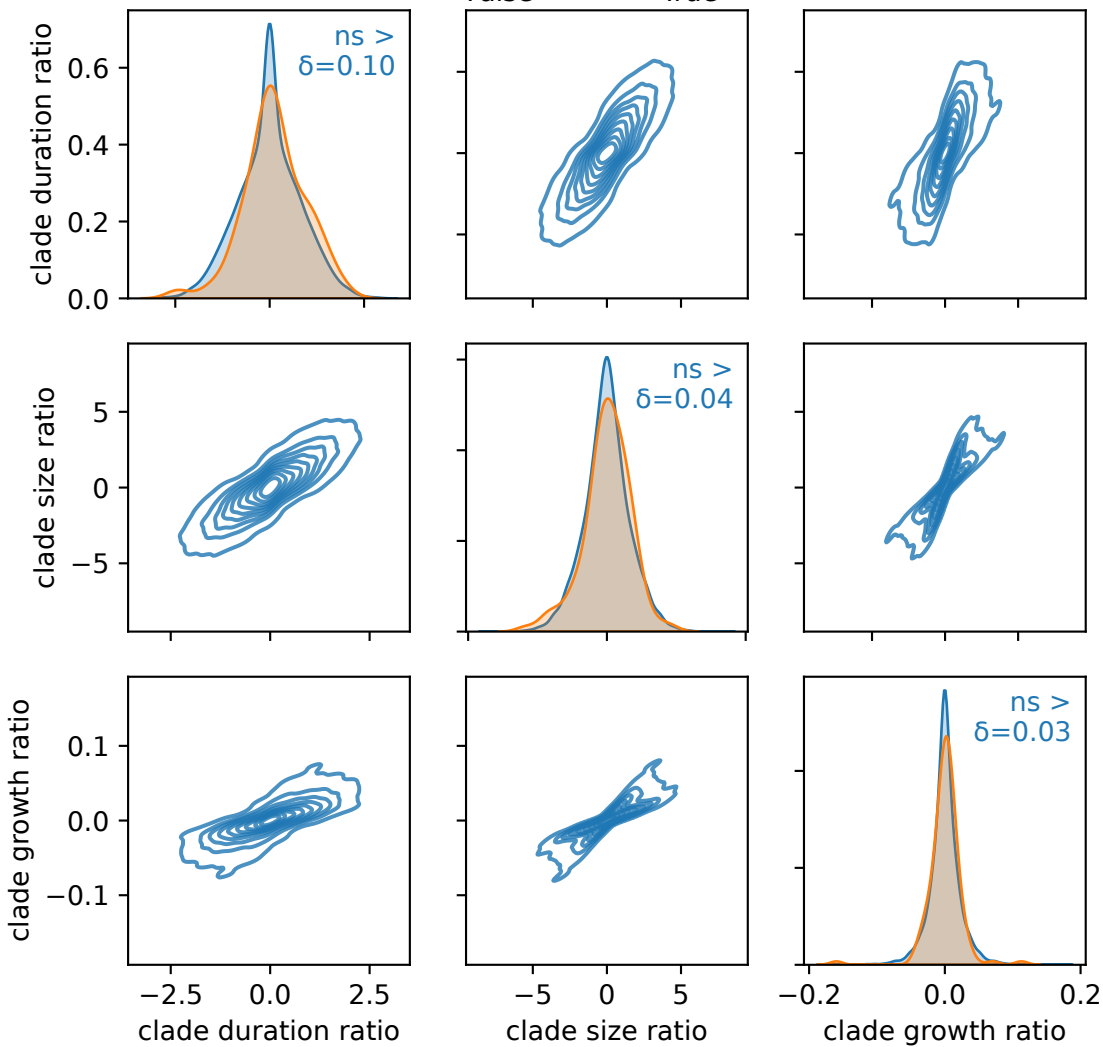 clade duration ratio
0.6
0.4
0.2
0.0
ns >
δ=0.10
clade size ratio
5
0
−5
ns >
δ=0.04
clade growth ratio
0.1
0.0
−0.1
ns >
δ=0.03
−2.5 0.0 2.5
−5 0 5
−0.2 0.0 0.2
clade duration ratio
clade size ratio
clade growth ratio